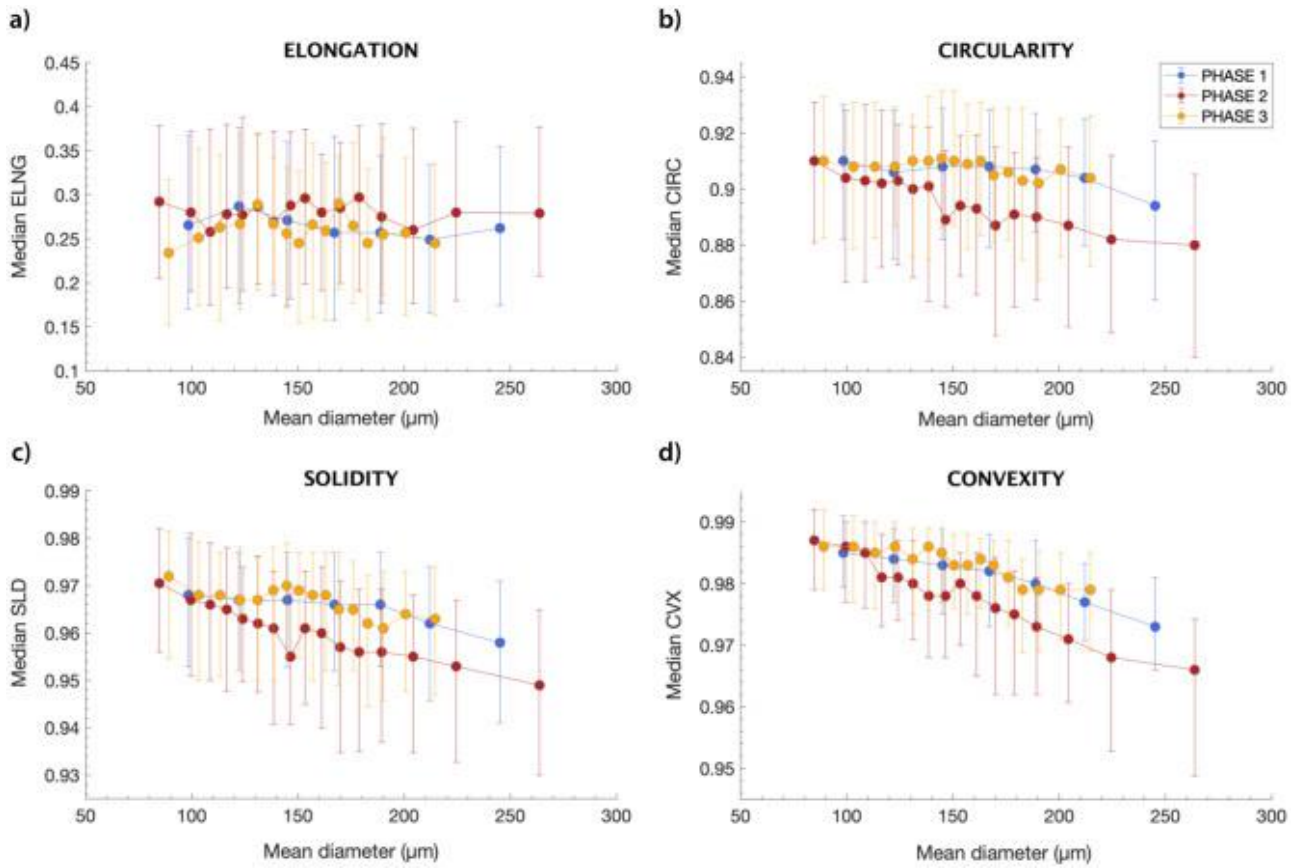 a)
ELONGATION
0.45
0.4
0.35
0.3
0.25
0.2
0.15
0.1
Median ELNG
50
100
150
200
250
300
Mean diameter (μm)
b)
CIRCULARITY
PHASE 1
PHASE 2
PHASE 3
0.94
0.92
0.9
0.88
0.86
0.84
Median CIRC
50
100
150
200
250
300
Mean diameter (μm)
c)
SOLIDITY
0.99
0.98
0.97
0.96
0.95
0.94
0.93
Median SLD
50
100
150
200
250
300
Mean diameter (μm)
d)
CONVEXITY
0.99
0.98
0.97
0.96
0.95
Median CVX
50
100
150
200
250
300
Mean diameter (μm)